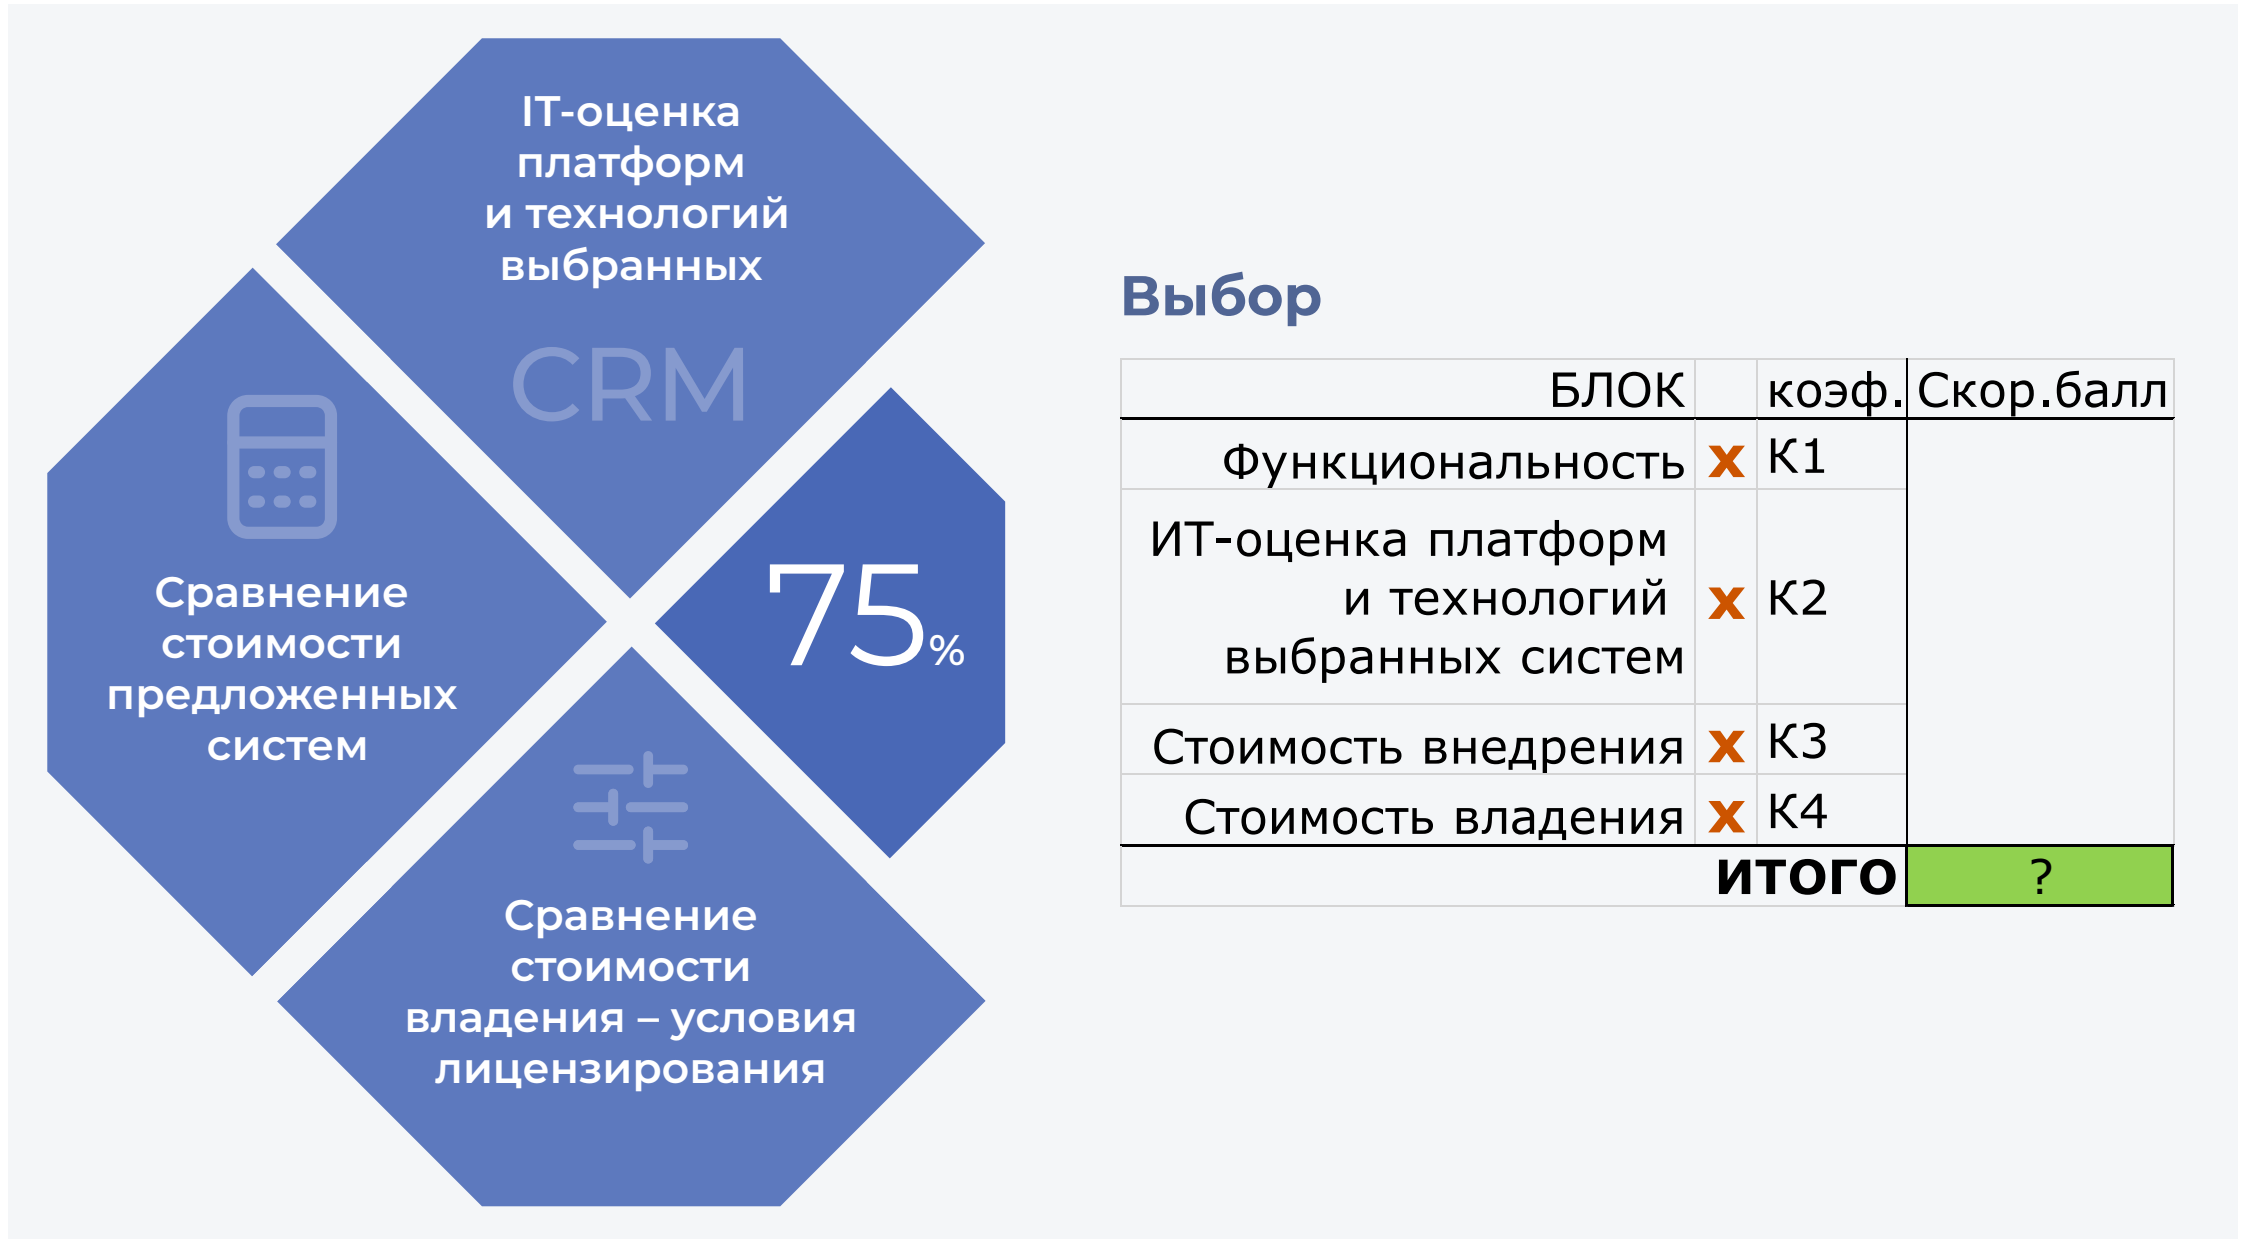 IT-оценка
платформ
и технологий
выбранных
CRM
Сравнение
стоимости
предложенных
систем
75%
Сравнение
стоимости
владения – условия
лицензирования
Выбор
БЛОК коэф. Скор.балл
Функциональность x К1
ИТ-оценка платформ
и технологий
выбранных систем x К2
Стоимость внедрения x К3
Стоимость владения x К4
ИТОГО ?